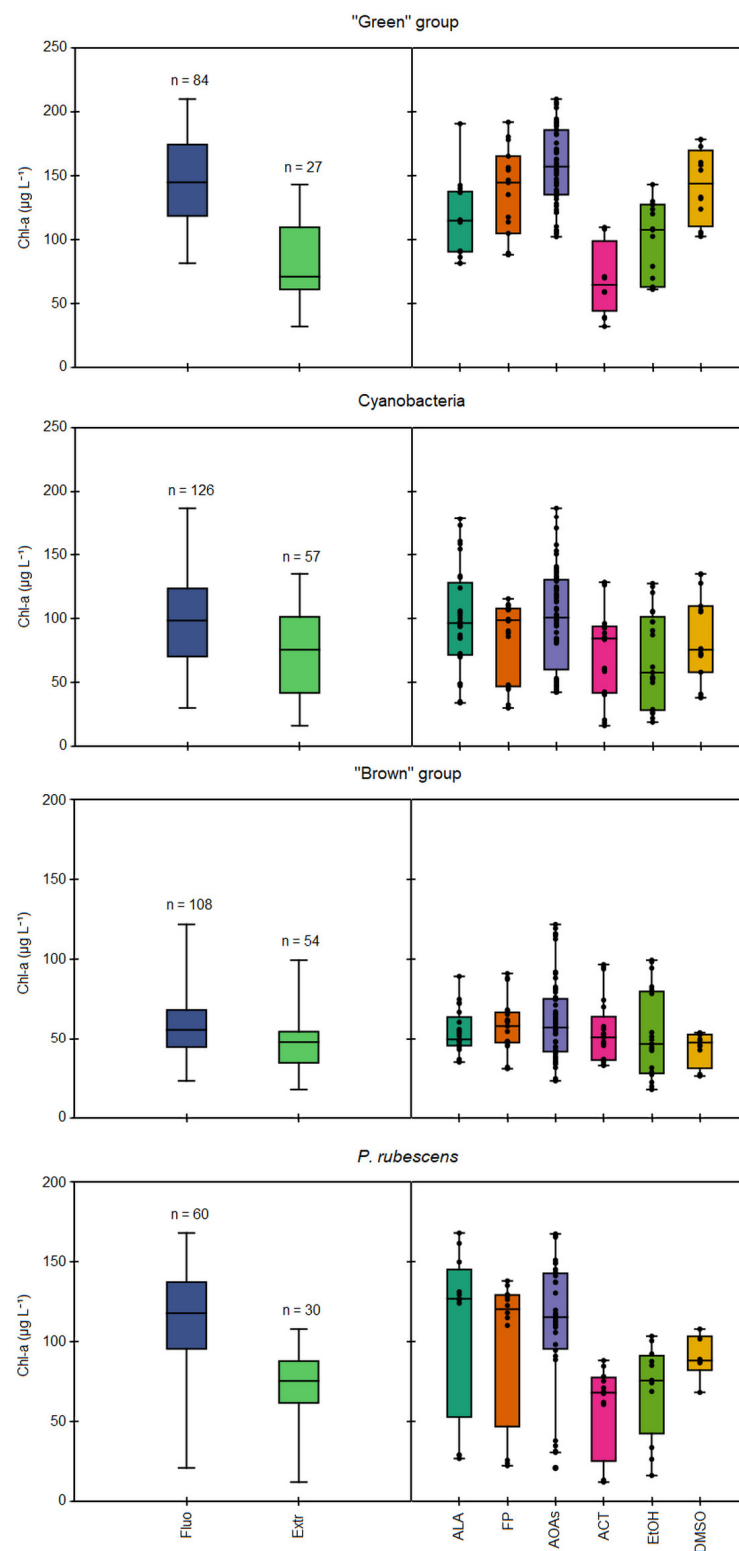 "Green" group
250
n = 84
200
n = 27
150
Chl-a (µg L⁻¹)
100
50
0
Cyanobacteria
250
n = 126
200
n = 57
150
Chl-a (µg L⁻¹)
100
50
0
"Brown" group
200
150
n = 108
n = 54
Chl-a (µg L⁻¹)
100
50
0
P. rubescens
200
n = 60
150
n = 30
Chl-a (µg L⁻¹)
100
50
0
Fluo
Extr
ALA
FP
AOAs
ACT
EtOH
DMSO